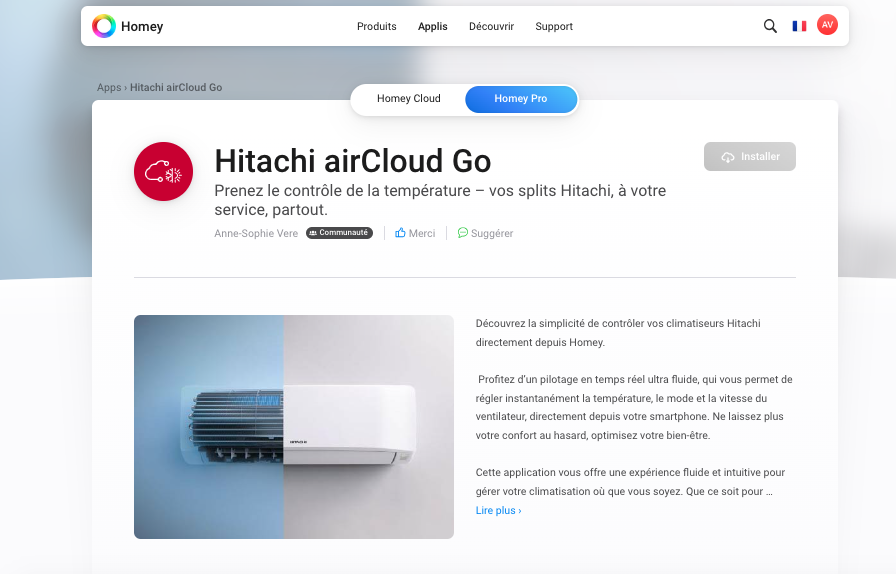 Homey
Produits
Applis
Découvrir
Support
AV
Apps › Hitachi airCloud Go
Homey Cloud
Homey Pro
Hitachi airCloud Go
Installer
Prenez le contrôle de la température – vos splits Hitachi, à votre
service, partout.
Anne-Sophie Vere
Communauté
Merci
Suggérer
Découvrez la simplicité de contrôler vos climatiseurs Hitachi
directement depuis Homey.
Profitez d'un pilotage en temps réel ultra fluide, qui vous permet de
régler instantanément la température, le mode et la vitesse du
ventilateur, directement depuis votre smartphone. Ne laissez plus
votre confort au hasard, optimisez votre bien-être.
Cette application vous offre une expérience fluide et intuitive pour
gérer votre climatisation où que vous soyez. Que ce soit pour ...
Lire plus ›
HITACHI